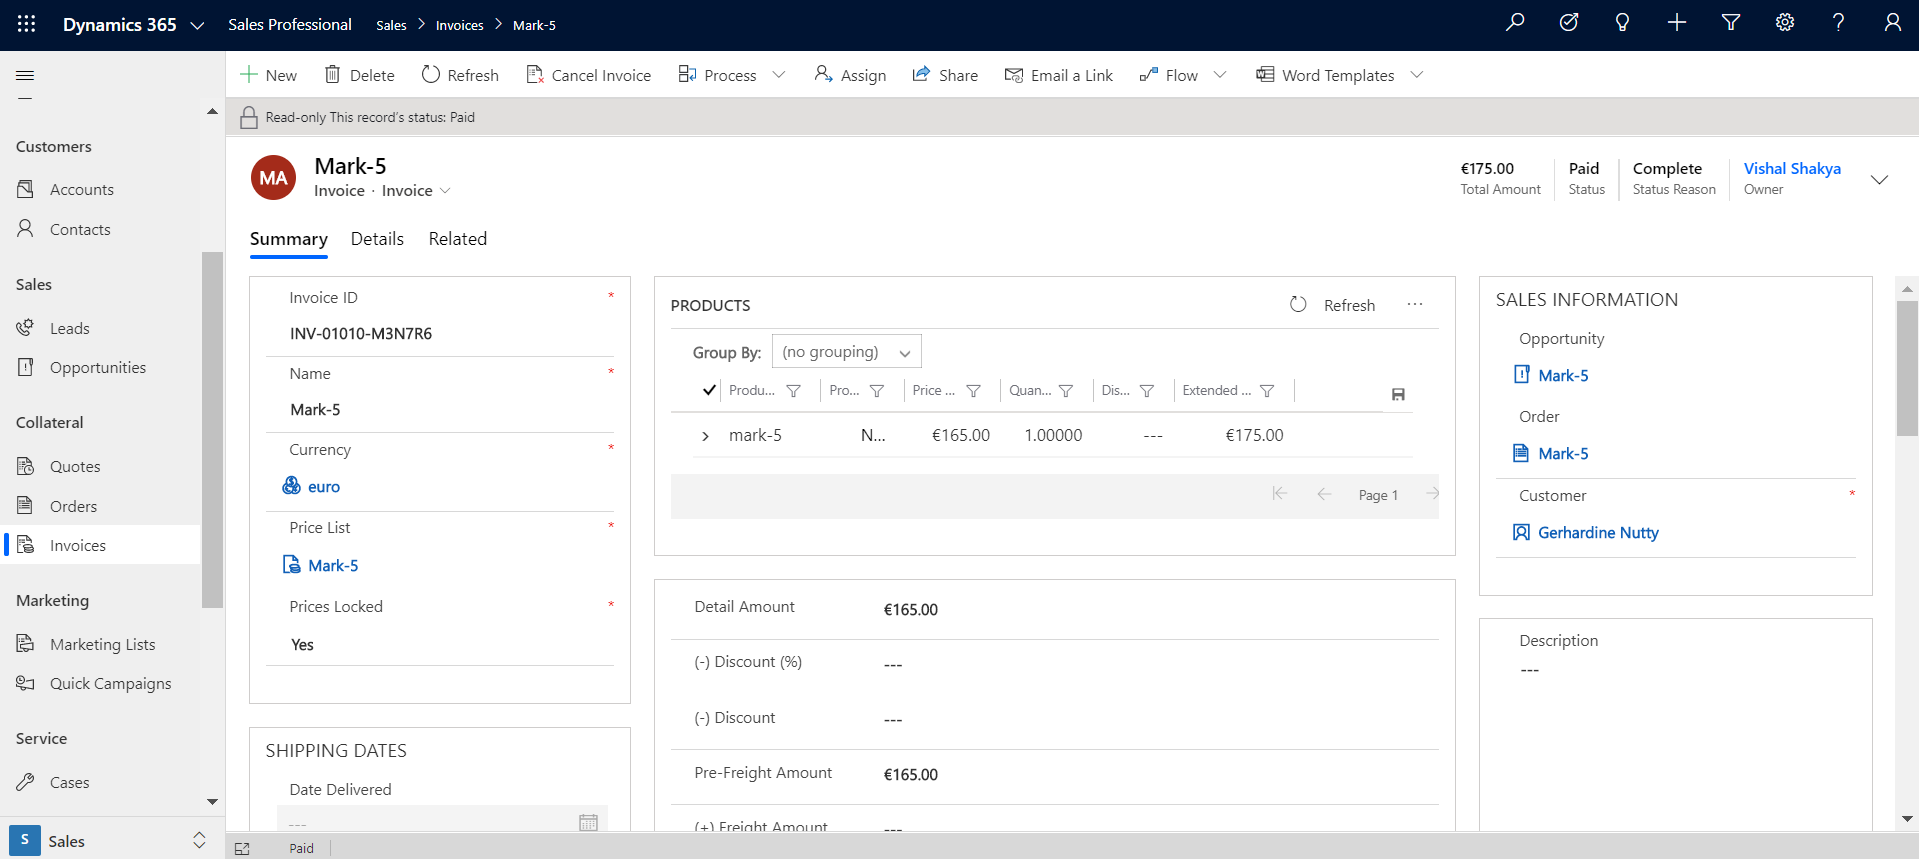 Dynamics 365 Sales Professional Sales Invoices Mark-5
New Delete Refresh Cancel Invoice Process Assign Share Email a Link Flow Word Templates
Read-only This record's status: Paid
Customers
Accounts
Contacts
Sales
Leads
Opportunities
Collateral
Quotes
Orders
Invoices
Marketing
Marketing Lists
Quick Campaigns
Service
Cases
S Sales
MA
Mark-5
Invoice · Invoice
€175.00
Total Amount
Paid
Status
Complete
Status Reason
Vishal Shakya
Owner
Summary Details Related
Invoice ID *
INV-01010-M3N7R6
Name *
Mark-5
Currency *
euro
Price List *
Mark-5
Prices Locked *
Yes
SHIPPING DATES
Date Delivered
---
PRODUCTS Refresh ...
Group By: (no grouping)
Produ... Pro... Price ... Quan... Dis... Extended ...
mark-5 N... €165.00 1.00000 --- €175.00
Page 1
Detail Amount €165.00
(-) Discount (%) ---
(-) Discount ---
Pre-Freight Amount €165.00
(+) Freight Amount ---
SALES INFORMATION
Opportunity
Mark-5
Order
Mark-5
Customer *
Gerhardine Nutty
Description
---
Paid